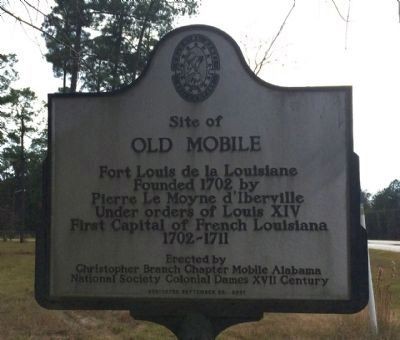 Site of
OLD MOBILE
Fort Louis de la Louisiane
Founded 1702 by
Pierre Le Moyne d'Iberville
Under orders of Louis XIV
First Capital of French Louisiana
1702-1711
Erected by
Christopher Branch Chapter Mobile Alabama
National Society Colonial Dames XVII Century
DEDICATED SEPTEMBER